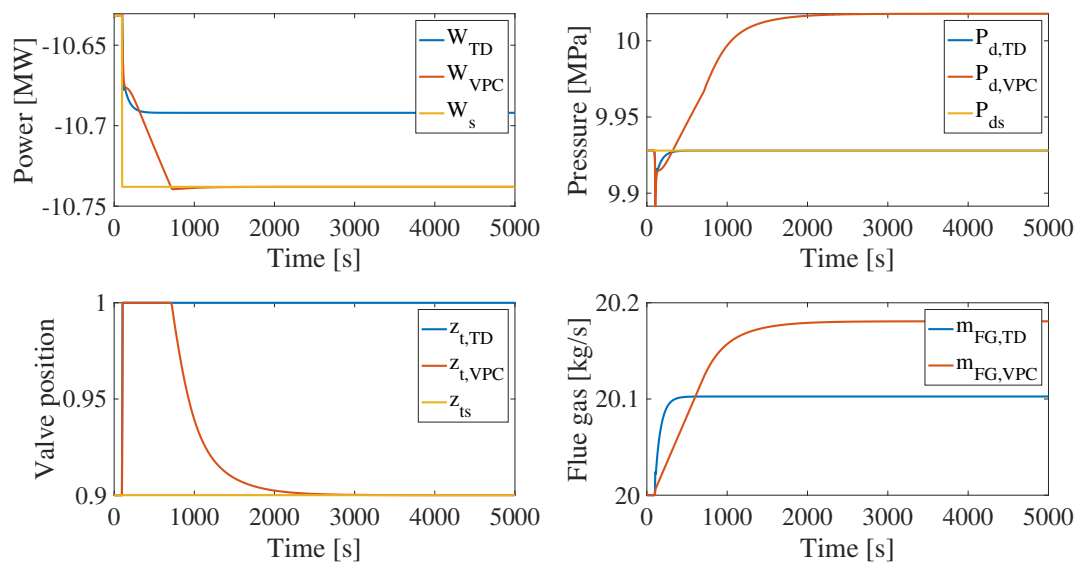 -10.65
-10.7
-10.75
Power [MW]
W_TD
W_VPC
W_s
0 1000 2000 3000 4000 5000
Time [s]
10
9.95
9.9
Pressure [MPa]
P_d,TD
P_d,VPC
P_ds
0 1000 2000 3000 4000 5000
Time [s]
1
0.95
0.9
Valve position
z_t,TD
z_t,VPC
z_ts
0 1000 2000 3000 4000 5000
Time [s]
20.2
20.1
20
Flue gas [kg/s]
m_FG,TD
m_FG,VPC
0 1000 2000 3000 4000 5000
Time [s]